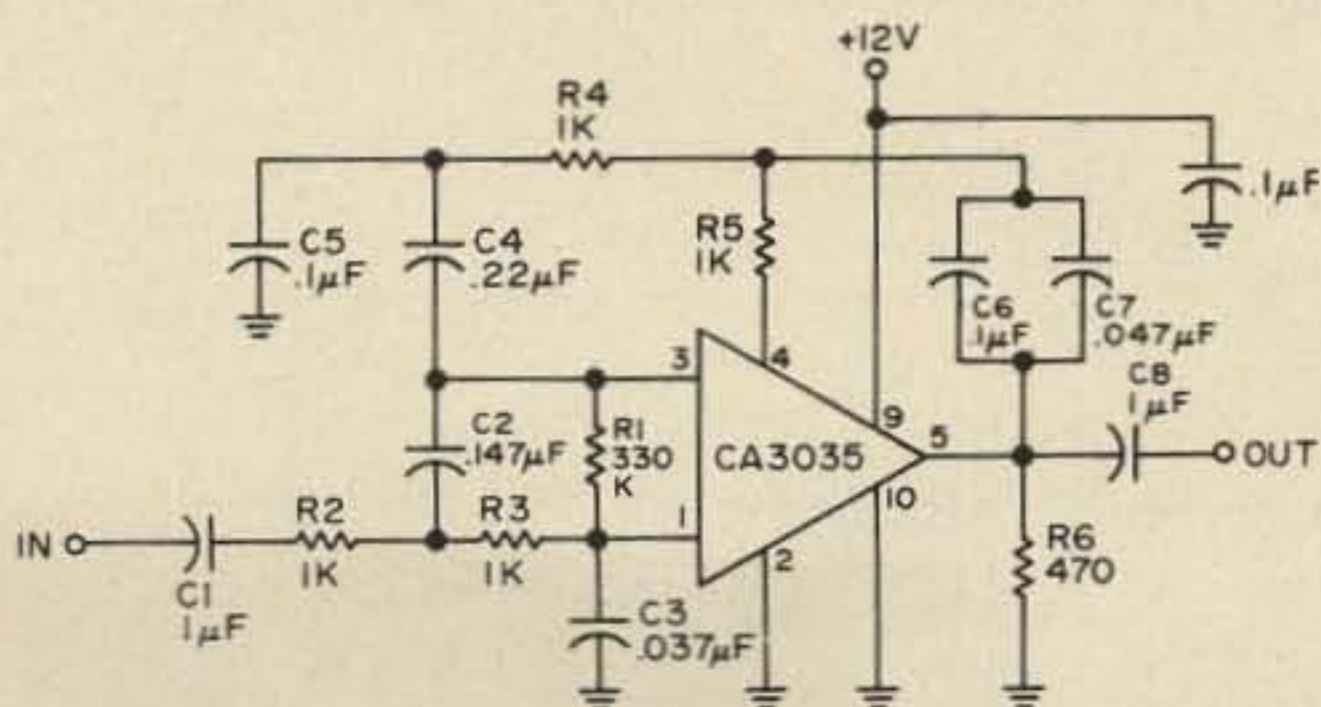 +12V
R4
1K
.1µF
C5
.1µF
C4
.22µF
R5
1K
C6
.1µF
C7
.047µF
3
4
C8
1µF
C2
.147µF
R1
330
K
CA3035
9
5
OUT
10
IN
R2
1K
R3
1K
1
2
R6
470
C1
1µF
C3
.037µF